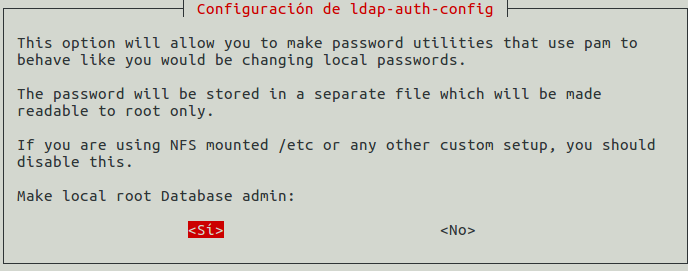 Configuración de ldap-auth-config
This option will allow you to make password utilities that use pam to
behave like you would be changing local passwords.
The password will be stored in a separate file which will be made
readable to root only.
If you are using NFS mounted /etc or any other custom setup, you should
disable this.
Make local root Database admin:
<Sí> <No>